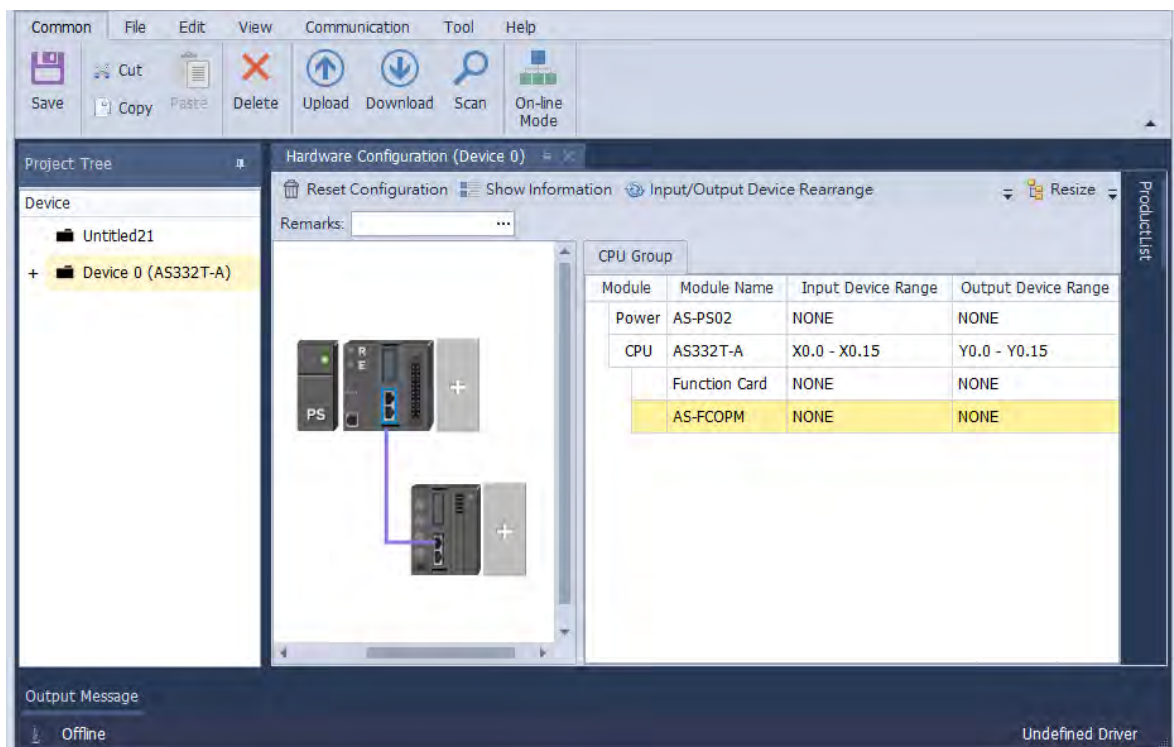 Common File Edit View Communication Tool Help
Save Cut Copy Paste Delete Upload Download Scan On-line Mode
Project Tree
Hardware Configuration (Device 0)
Reset Configuration Show Information Input/Output Device Rearrange Resize
Remarks: ...
ProductList
Device
Untitled21
+ Device 0 (AS332T-A)
R
E
PS
+
+
CPU Group
Module Module Name Input Device Range Output Device Range
Power AS-PS02 NONE NONE
CPU AS332T-A X0.0 - X0.15 Y0.0 - Y0.15
Function Card NONE NONE
AS-FCOPM NONE NONE
Output Message
Offline Undefined Driver